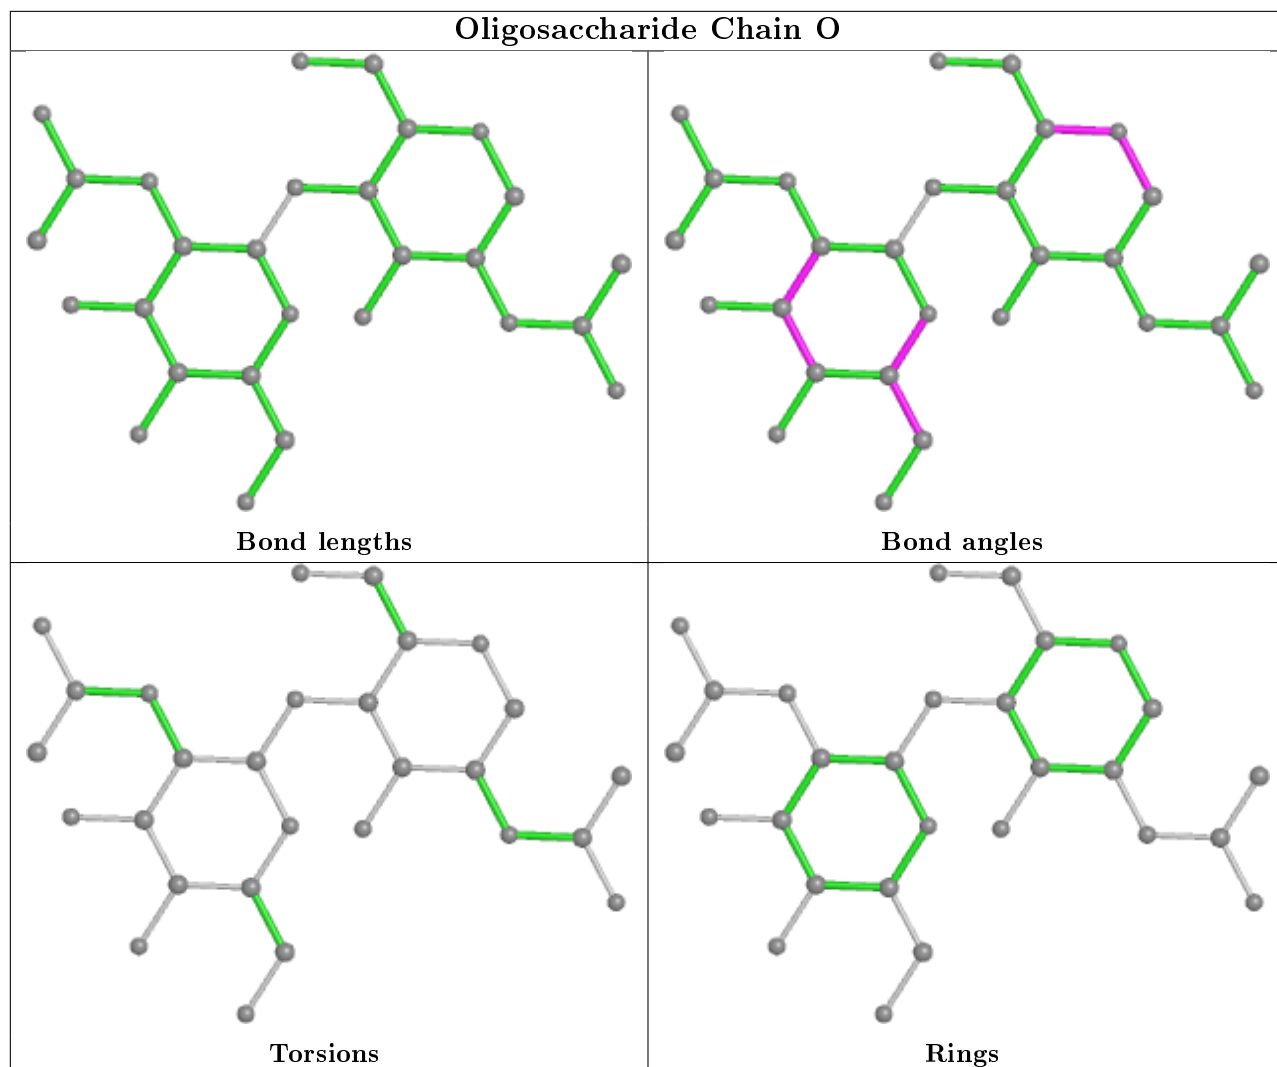 Oligosaccharide Chain O
Bond lengths
Bond angles
Torsions
Rings